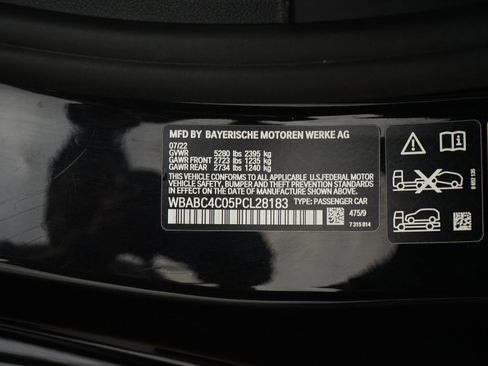 MFD BY BAYERISCHE MOTOREN WERKE AG
07/22
GVWR 5280 lbs 2395 kg
GAWR FRONT 2723 lbs 1235 kg
GAWR REAR 2734 lbs 1240 kg
THIS VEHICLE CONFORMS TO ALL APPLICABLE U.S.FEDERAL MOTOR
VEHICLE SAFETY, BUMPER AND THEFT PREVENTION STANDARDS IN
EFFECT ON THE DATE OF MANUFACTURE SHOWN ABOVE.
WBABC4C05PCL28183
TYPE: PASSENGER CAR
475/9
7 315 814